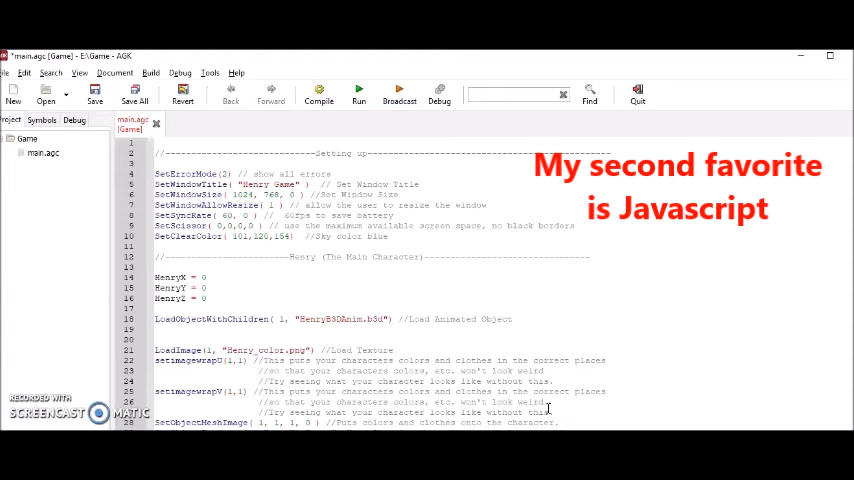 *main.agc [Game] - E:\Game - AGK
File Edit Search View Document Build Debug Tools Help
New Open Save Save All Revert Back Forward Compile Run Broadcast Debug Find Quit
Project Symbols Debug
main.agc
[Game]
Game
main.agc
My second favorite
is Javascript
1
2 //-----------------------------Setting up-----------------------------------------------
3
4 SetErrorMode(2) // show all errors
5 SetWindowTitle( "Henry Game" ) // Set Window Title
6 SetWindowSize( 1024, 768, 0 ) //Set Window Size
7 SetWindowAllowResize( 1 ) // allow the user to resize the window
8 SetSyncRate( 60, 0 ) // 60fps to save battery
9 SetScissor( 0,0,0,0 ) // use the maximum available screen space, no black borders
10 SetClearColor( 101,120,154) //Sky color blue
11
12 //------------------------Henry (The Main Character)--------------------------------
13
14 HenryX = 0
15 HenryY = 0
16 HenryZ = 0
17
18 LoadObjectWithChildren( 1, "HenryB3DAnim.b3d") //Load Animated Object
19
20
21 LoadImage(1, "Henry_color.png") //Load Texture
22 setimagewrapU(1,1) //This puts your characters colors and clothes in the correct places
23 //so that your characters colors, etc. won't look weird
24 //Try seeing what your character looks like without this.
25 setimagewrapV(1,1) //This puts your characters colors and clothes in the correct places
26 //so that your characters colors, etc. won't look weird
27 //Try seeing what your character looks like without this.
28 SetObjectMeshImage( 1, 1, 1, 0 ) //Puts colors and clothes onto the character.
RECORDED WITH
SCREENCAST MATIC